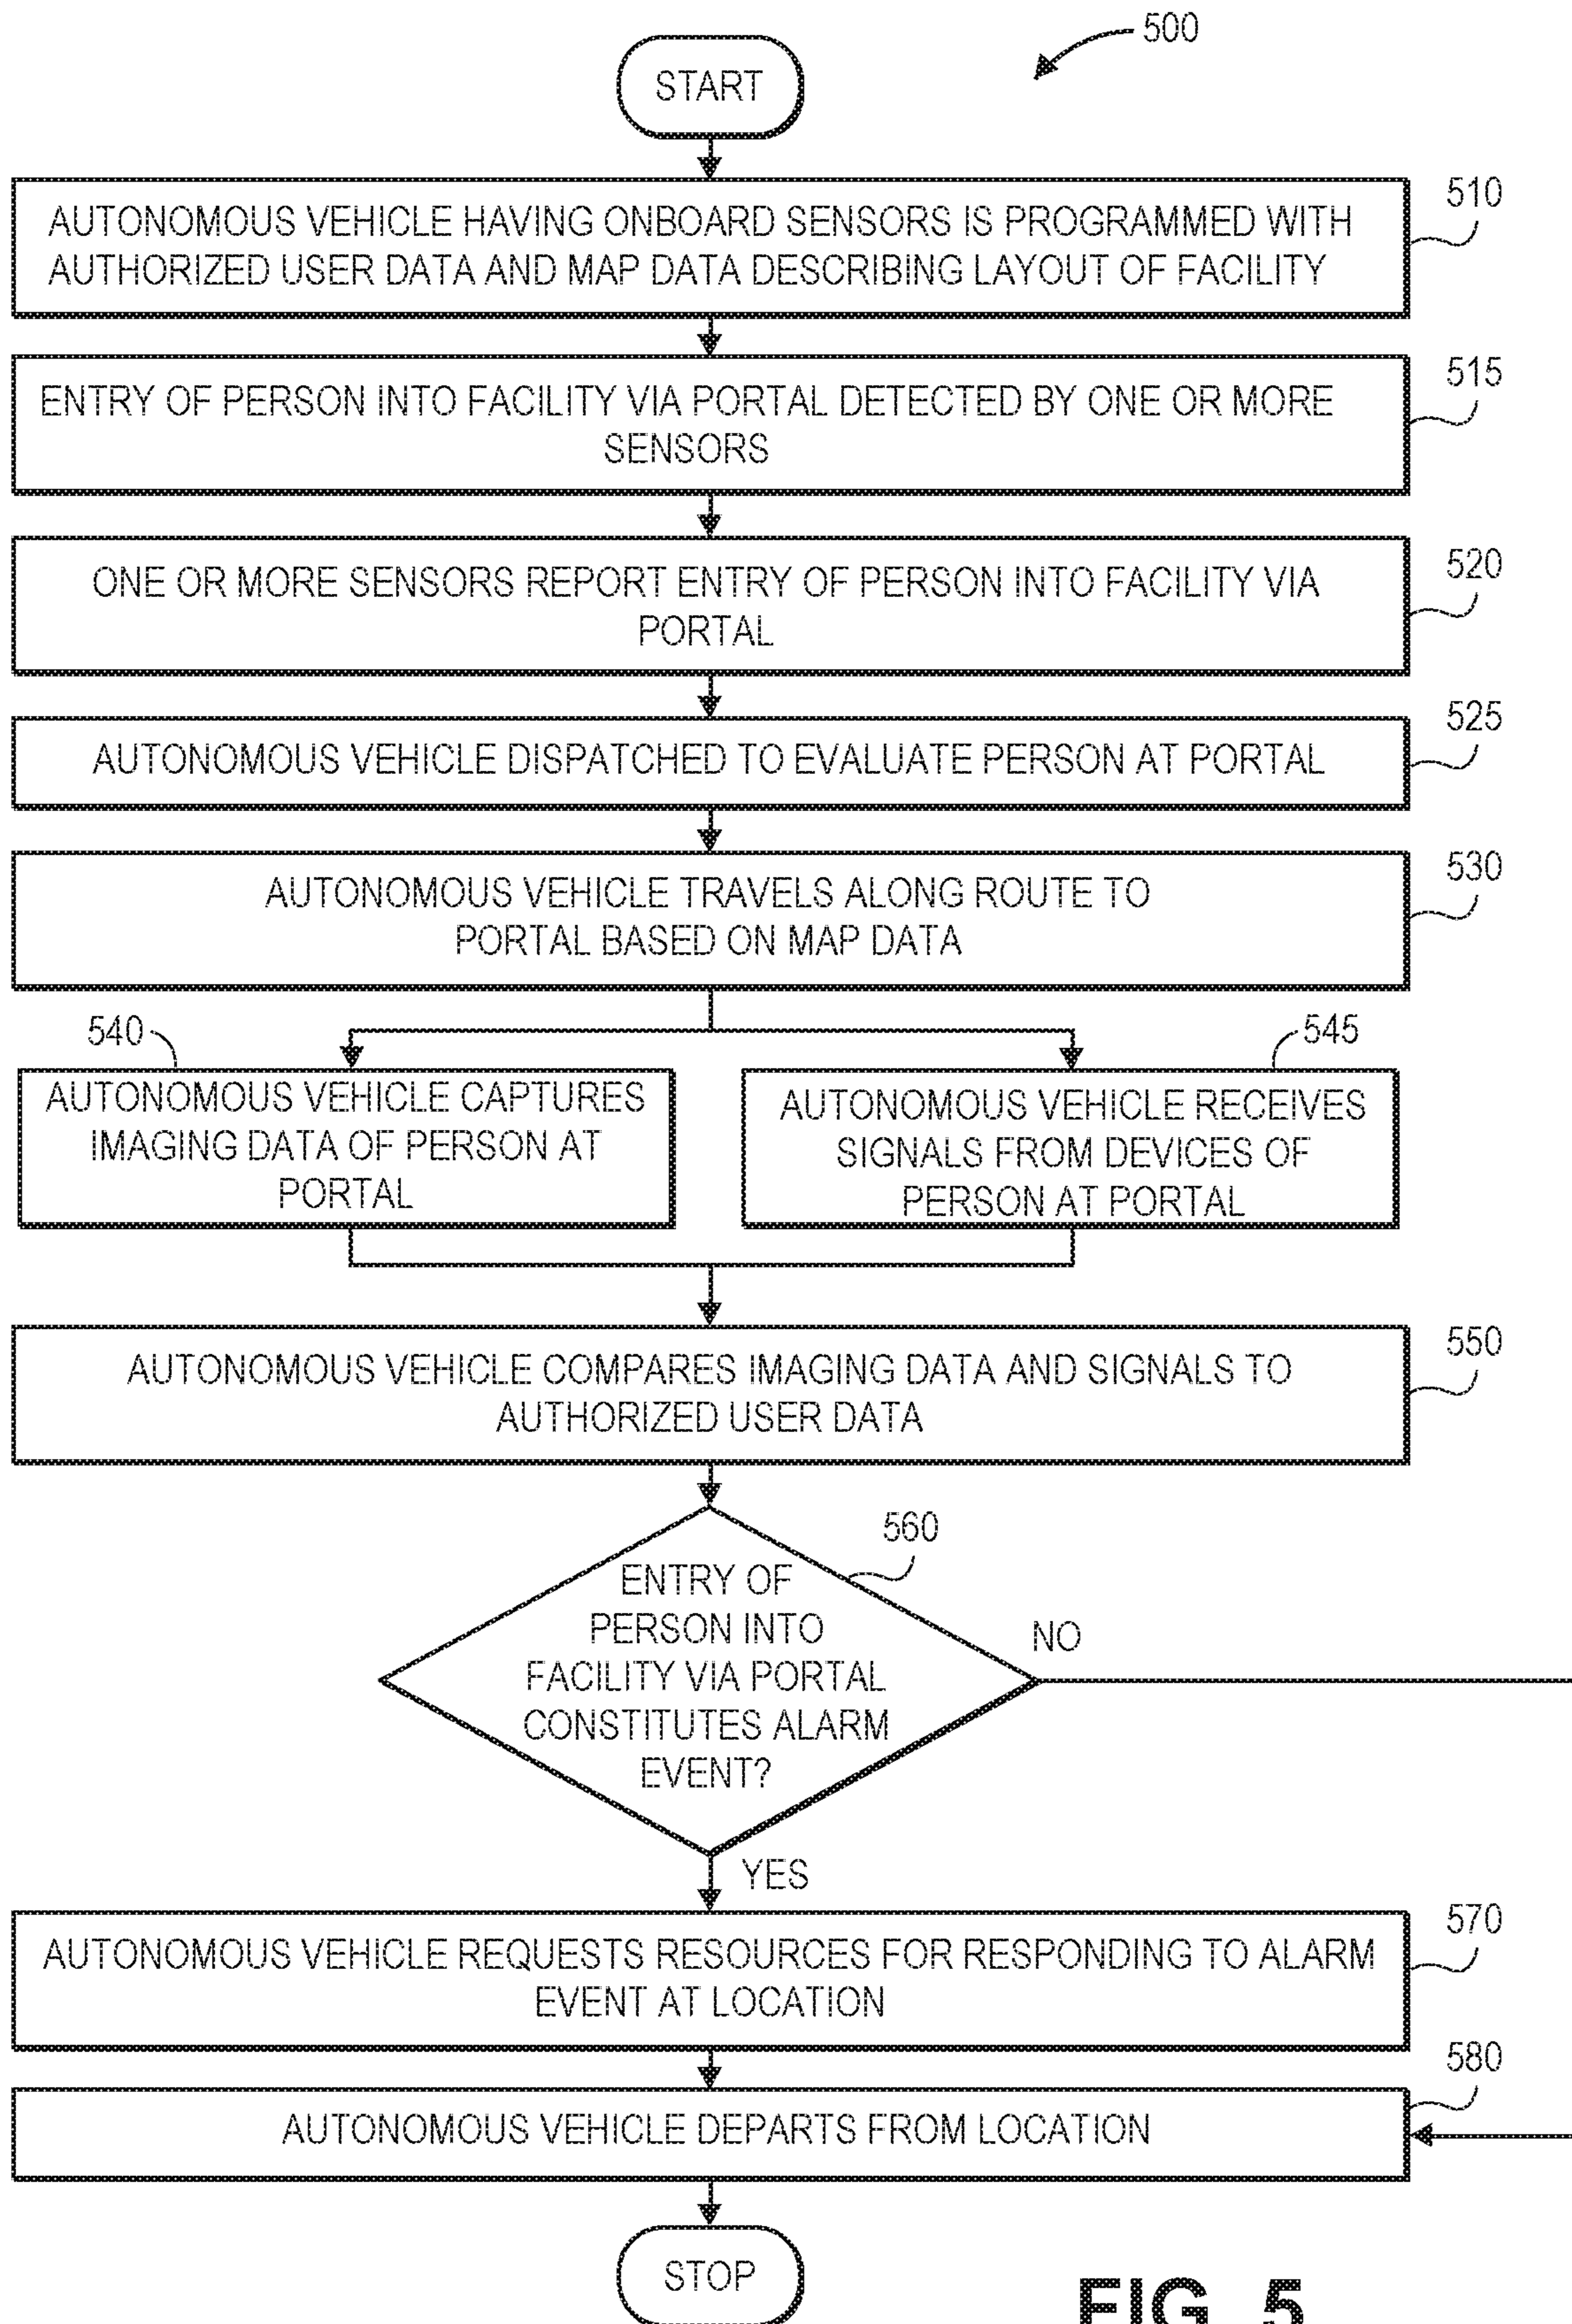 500
START
510
AUTONOMOUS VEHICLE HAVING ONBOARD SENSORS IS PROGRAMMED WITH
AUTHORIZED USER DATA AND MAP DATA DESCRIBING LAYOUT OF FACILITY
515
ENTRY OF PERSON INTO FACILITY VIA PORTAL DETECTED BY ONE OR MORE
SENSORS
520
ONE OR MORE SENSORS REPORT ENTRY OF PERSON INTO FACILITY VIA
PORTAL
525
AUTONOMOUS VEHICLE DISPATCHED TO EVALUATE PERSON AT PORTAL
530
AUTONOMOUS VEHICLE TRAVELS ALONG ROUTE TO
PORTAL BASED ON MAP DATA
540
AUTONOMOUS VEHICLE CAPTURES
IMAGING DATA OF PERSON AT
PORTAL
545
AUTONOMOUS VEHICLE RECEIVES
SIGNALS FROM DEVICES OF
PERSON AT PORTAL
550
AUTONOMOUS VEHICLE COMPARES IMAGING DATA AND SIGNALS TO
AUTHORIZED USER DATA
560
ENTRY OF
PERSON INTO
FACILITY VIA PORTAL
CONSTITUTES ALARM
EVENT?
NO
YES
570
AUTONOMOUS VEHICLE REQUESTS RESOURCES FOR RESPONDING TO ALARM
EVENT AT LOCATION
580
AUTONOMOUS VEHICLE DEPARTS FROM LOCATION
STOP
FIG. 5